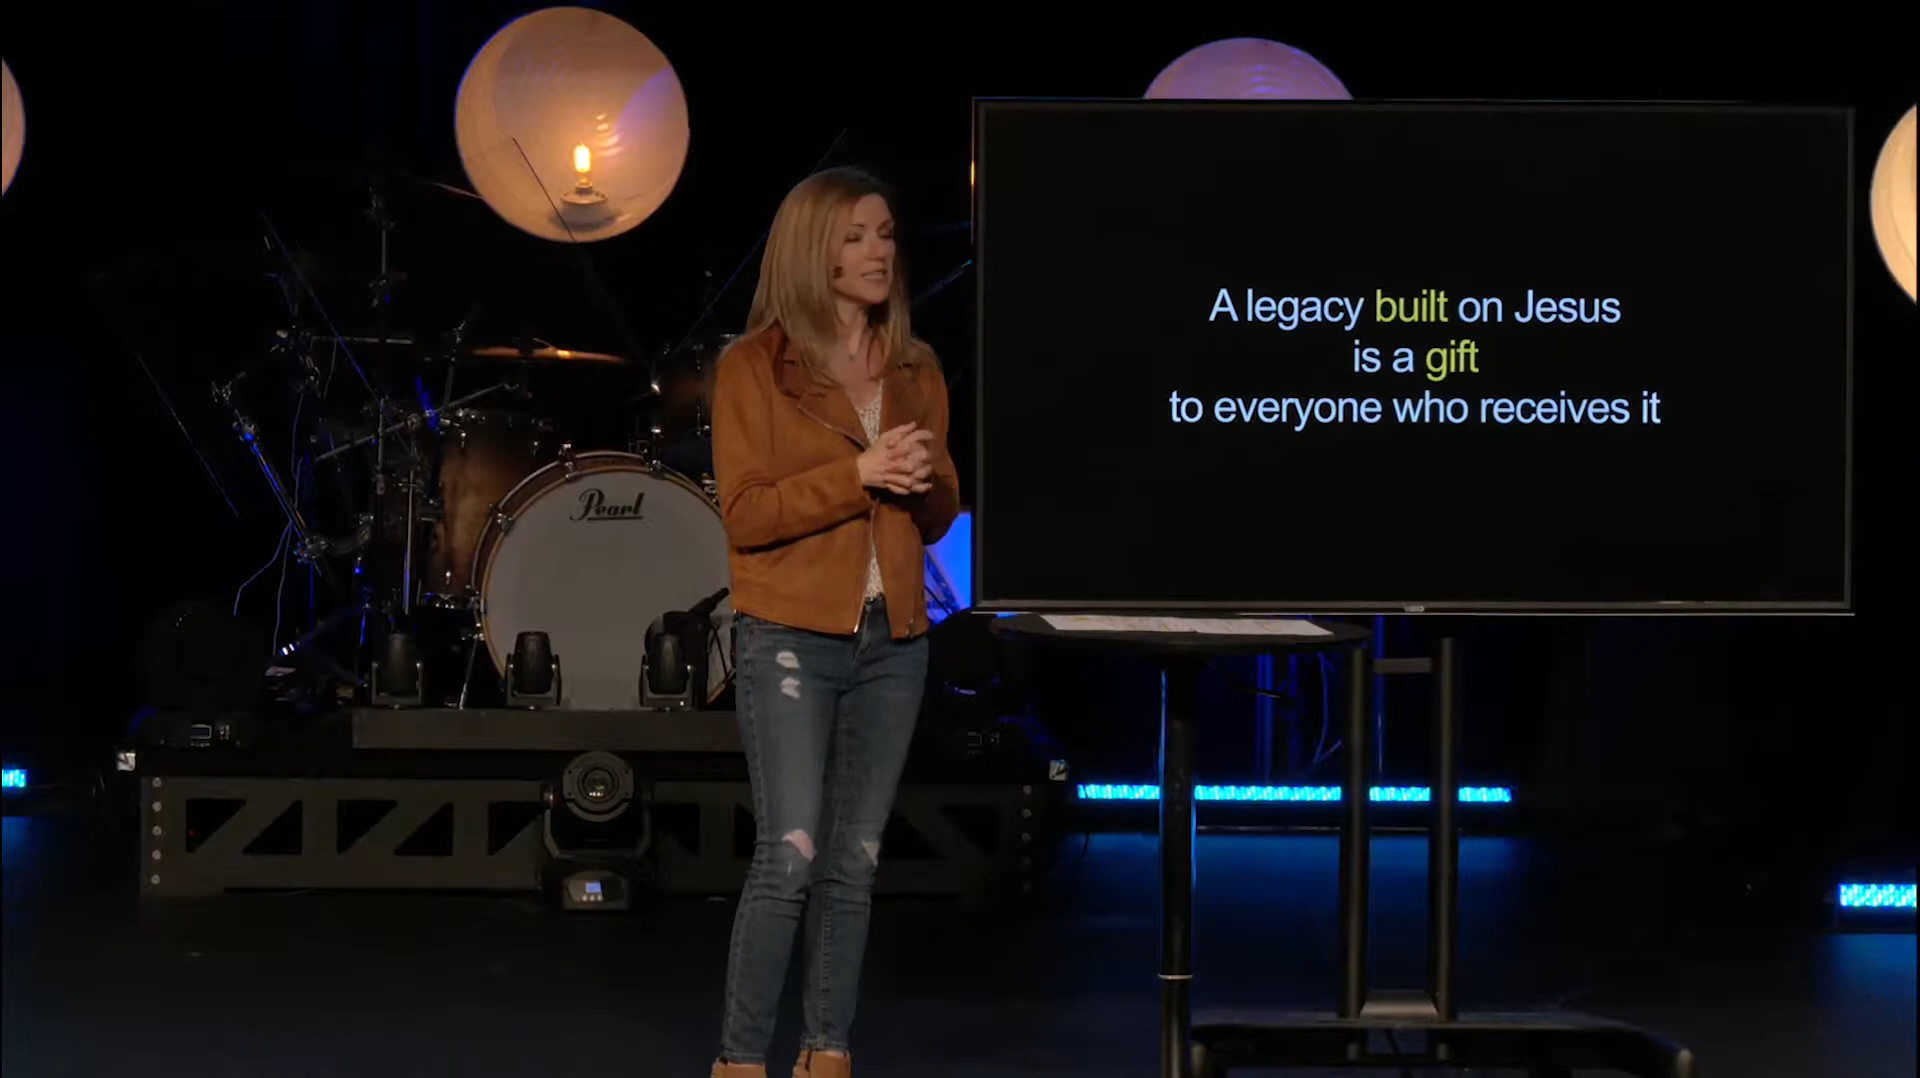 A legacy built on Jesus
is a gift
to everyone who receives it
Pearl